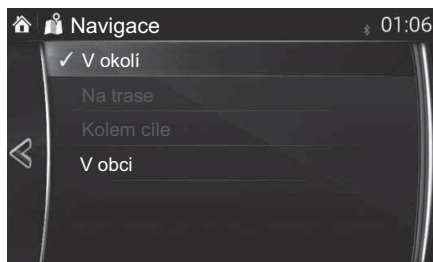 Navigace 01:06
V okolí
Na trase
Kolem cíle
V obci